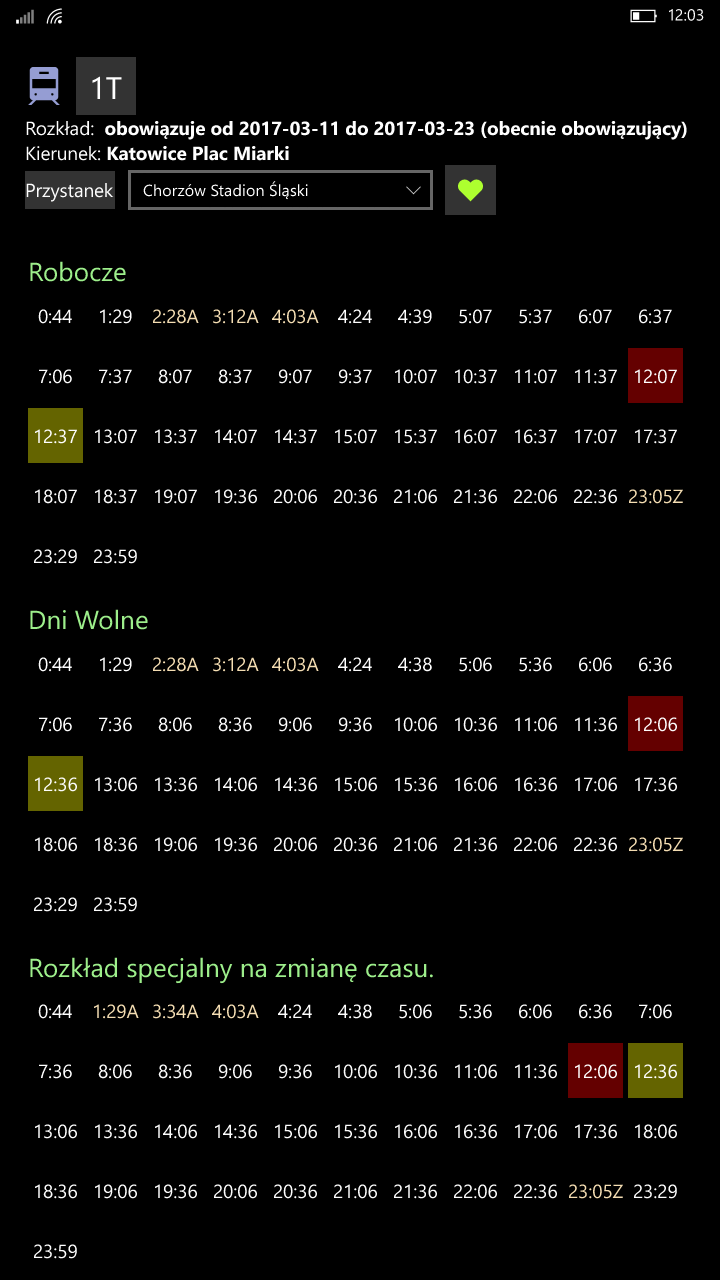 12:03
1T
Rozkład: obowiązuje od 2017-03-11 do 2017-03-23 (obecnie obowiązujący)
Kierunek: Katowice Plac Miarki
Przystanek Chorzów Stadion Śląski
Robocze
0:44 1:29 2:28A 3:12A 4:03A 4:24 4:39 5:07 5:37 6:07 6:37
7:06 7:37 8:07 8:37 9:07 9:37 10:07 10:37 11:07 11:37 12:07
12:37 13:07 13:37 14:07 14:37 15:07 15:37 16:07 16:37 17:07 17:37
18:07 18:37 19:07 19:36 20:06 20:36 21:06 21:36 22:06 22:36 23:05Z
23:29 23:59
Dni Wolne
0:44 1:29 2:28A 3:12A 4:03A 4:24 4:38 5:06 5:36 6:06 6:36
7:06 7:36 8:06 8:36 9:06 9:36 10:06 10:36 11:06 11:36 12:06
12:36 13:06 13:36 14:06 14:36 15:06 15:36 16:06 16:36 17:06 17:36
18:06 18:36 19:06 19:36 20:06 20:36 21:06 21:36 22:06 22:36 23:05Z
23:29 23:59
Rozkład specjalny na zmianę czasu.
0:44 1:29A 3:34A 4:03A 4:24 4:38 5:06 5:36 6:06 6:36 7:06
7:36 8:06 8:36 9:06 9:36 10:06 10:36 11:06 11:36 12:06 12:36
13:06 13:36 14:06 14:36 15:06 15:36 16:06 16:36 17:06 17:36 18:06
18:36 19:06 19:36 20:06 20:36 21:06 21:36 22:06 22:36 23:05Z 23:29
23:59